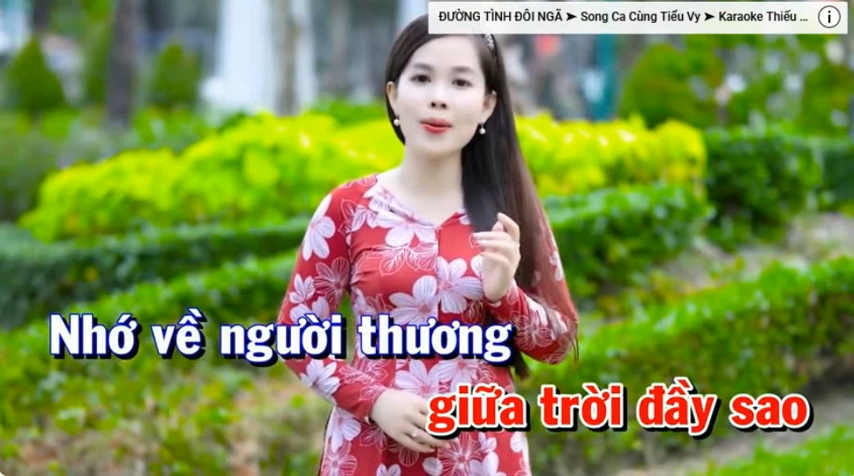 ĐƯỜNG TÌNH ĐÔI NGÃ ➤ Song Ca Cùng Tiểu Vy ➤ Karaoke Thiếu ...
Nhớ về người thương
giữa trời đầy sao